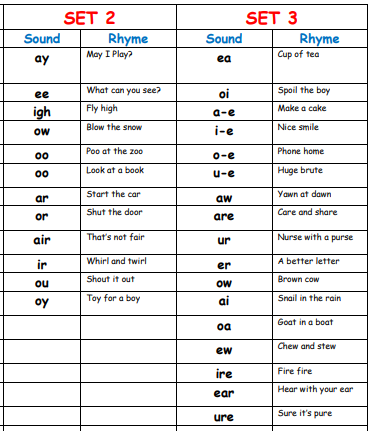 SET 2 SET 3
Sound Rhyme Sound Rhyme
ay May I Play? ea Cup of tea
ee What can you see? oi Spoil the boy
igh Fly high a-e Make a cake
ow Blow the snow i-e Nice smile
oo Poo at the zoo o-e Phone home
oo Look at a book u-e Huge brute
ar Start the car aw Yawn at dawn
or Shut the door are Care and share
air That's not fair ur Nurse with a purse
ir Whirl and twirl er A better letter
ou Shout it out ow Brown cow
oy Toy for a boy ai Snail in the rain
oa Goat in a boat
ew Chew and stew
ire Fire fire
ear Hear with your ear
ure Sure it's pure